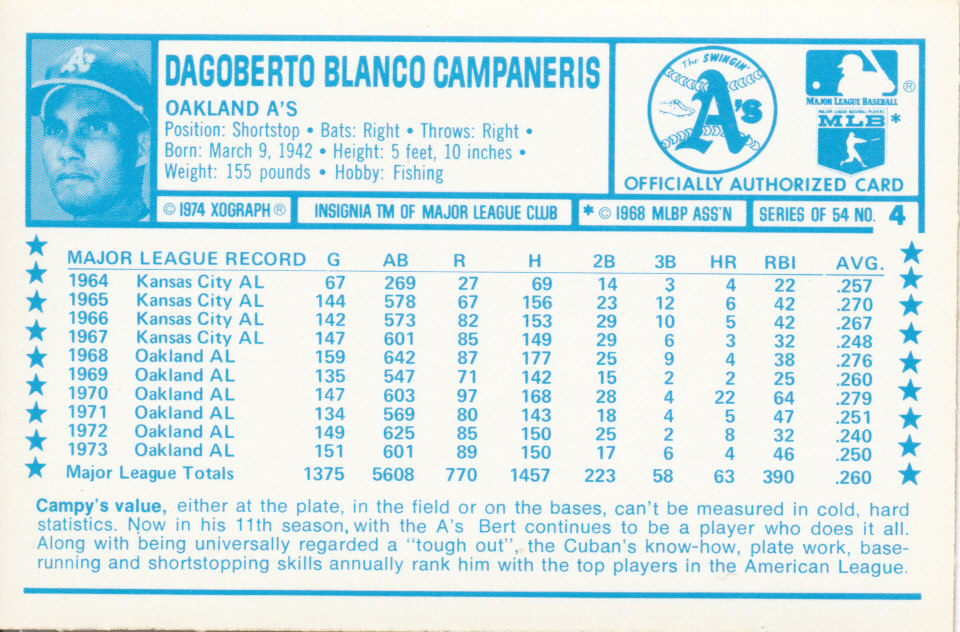 DAGOBERTO BLANCO CAMPANERIS
OAKLAND A'S
Position: Shortstop • Bats: Right • Throws: Right •
Born: March 9, 1942 • Height: 5 feet, 10 inches •
Weight: 155 pounds • Hobby: Fishing
A's
The SWINGIN'
A's
®
MAJOR LEAGUE BASEBALL
MAJOR LEAGUE BASEBALL PLAYERS
MLB *
OFFICIALLY AUTHORIZED CARD
© 1974 XOGRAPH ® INSIGNIA TM OF MAJOR LEAGUE CLUB * © 1968 MLBP ASS'N SERIES OF 54 NO. 4
MAJOR LEAGUE RECORD G AB R H 2B 3B HR RBI AVG.
1964 Kansas City AL 67 269 27 69 14 3 4 22 .257
1965 Kansas City AL 144 578 67 156 23 12 6 42 .270
1966 Kansas City AL 142 573 82 153 29 10 5 42 .267
1967 Kansas City AL 147 601 85 149 29 6 3 32 .248
1968 Oakland AL 159 642 87 177 25 9 4 38 .276
1969 Oakland AL 135 547 71 142 15 2 2 25 .260
1970 Oakland AL 147 603 97 168 28 4 22 64 .279
1971 Oakland AL 134 569 80 143 18 4 5 47 .251
1972 Oakland AL 149 625 85 150 25 2 8 32 .240
1973 Oakland AL 151 601 89 150 17 6 4 46 .250
Major League Totals 1375 5608 770 1457 223 58 63 390 .260
Campy's value, either at the plate, in the field or on the bases, can't be measured in cold, hard
statistics. Now in his 11th season, with the A's Bert continues to be a player who does it all.
Along with being universally regarded a "tough out", the Cuban's know-how, plate work, base-
running and shortstopping skills annually rank him with the top players in the American League.